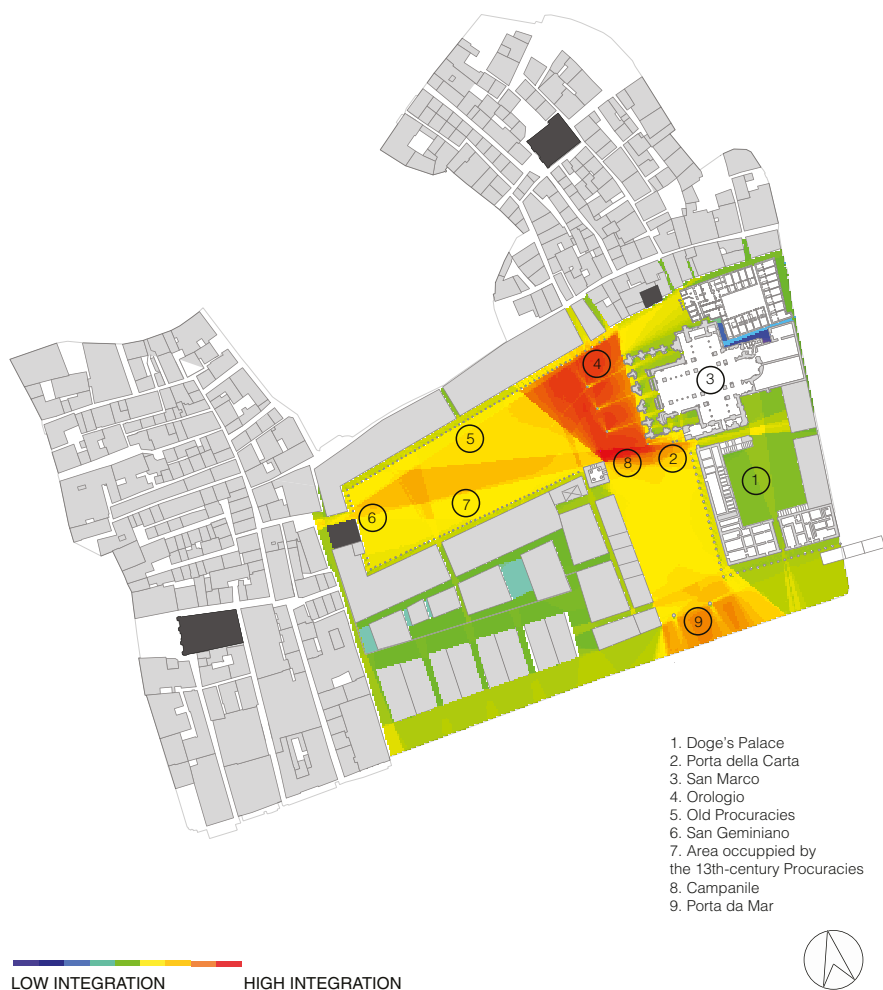 4
3
5
8
2
1
7
6
9
1. Doge's Palace
2. Porta della Carta
3. San Marco
4. Orologio
5. Old Procuracies
6. San Geminiano
7. Area occuppied by
the 13th-century Procuracies
8. Campanile
9. Porta da Mar
LOW INTEGRATION HIGH INTEGRATION